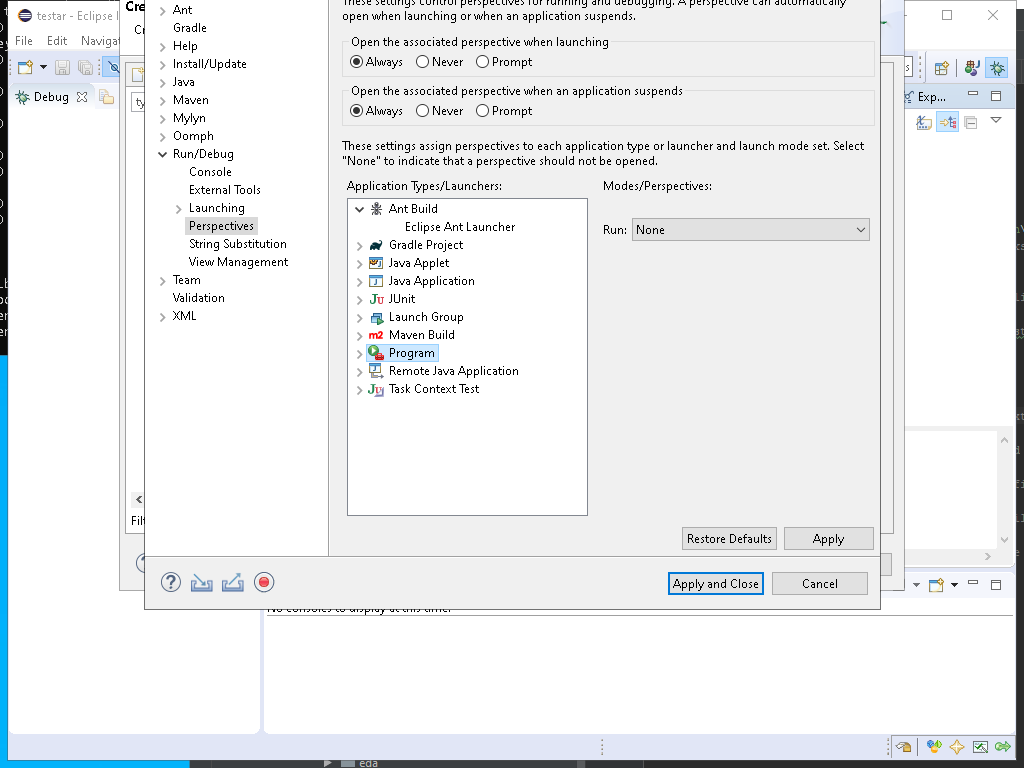 testar - Eclipse I
File
Edit
Navigat
Debug
Cre
Cr
ty
Filt
Ant
Gradle
Help
Install/Update
Java
Maven
Mylyn
Oomph
Run/Debug
Console
External Tools
Launching
Perspectives
String Substitution
View Management
Team
Validation
XML
These settings control perspectives for running and debugging. A perspective can automatically
open when launching or when an application suspends.
Open the associated perspective when launching
Always
Never
Prompt
Open the associated perspective when an application suspends
Always
Never
Prompt
These settings assign perspectives to each application type or launcher and launch mode set. Select
"None" to indicate that a perspective should not be opened.
Application Types/Launchers:
Modes/Perspectives:
Ant Build
Eclipse Ant Launcher
Gradle Project
Java Applet
Java Application
JUnit
Launch Group
Maven Build
Program
Remote Java Application
Task Context Test
Run:
None
Restore Defaults
Apply
Apply and Close
Cancel
Exp...
No consoles to display at this time.
eda